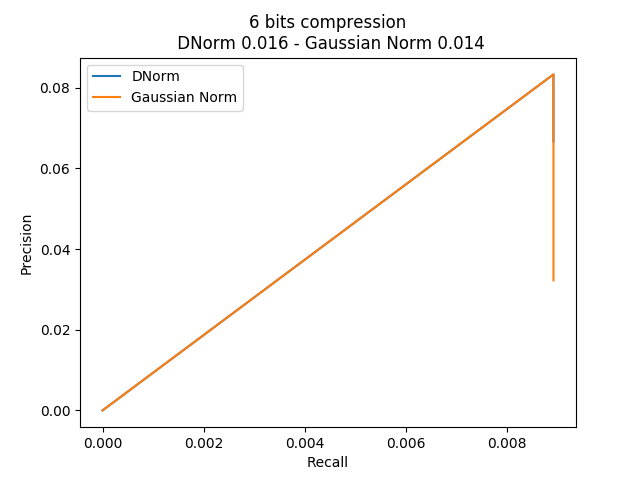 6 bits compression
DNorm 0.016 - Gaussian Norm 0.014
DNorm
Gaussian Norm
Precision
0.08
0.06
0.04
0.02
0.00
0.000 0.002 0.004 0.006 0.008
Recall